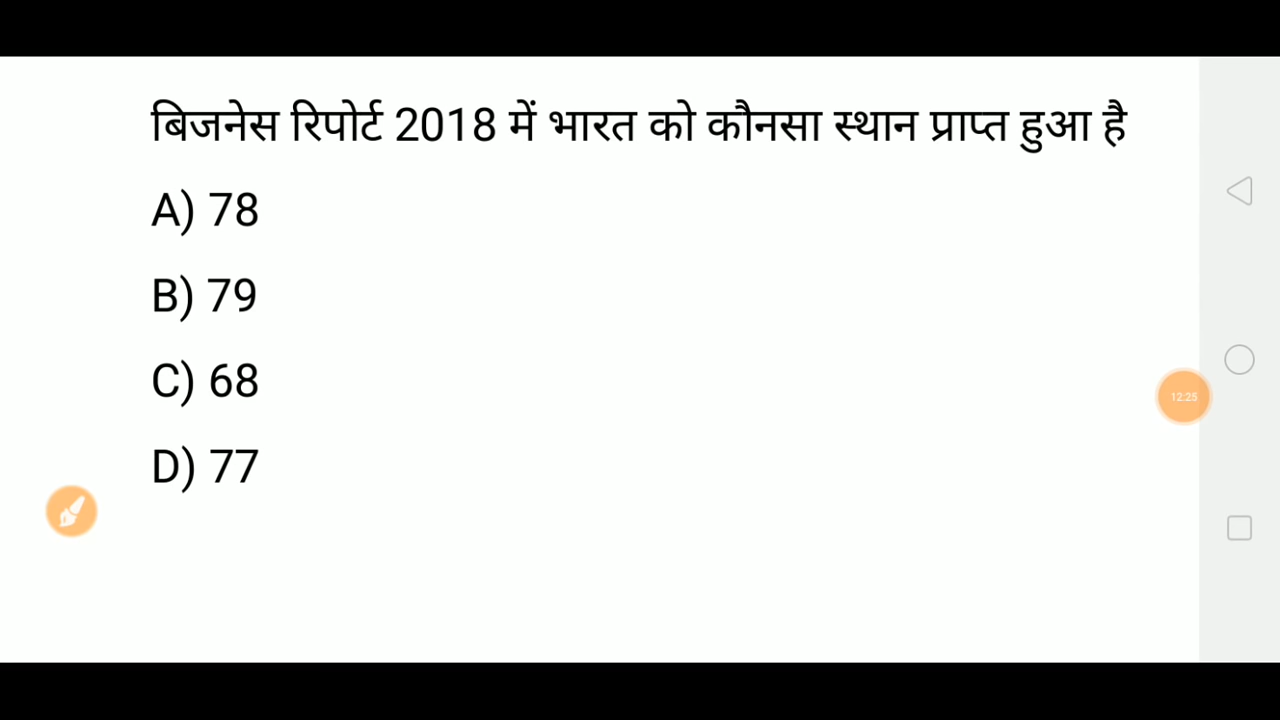 बिजनेस रिपोर्ट 2018 में भारत को कौनसा स्थान प्राप्त हुआ है
A) 78
B) 79
C) 68
D) 77
12:25